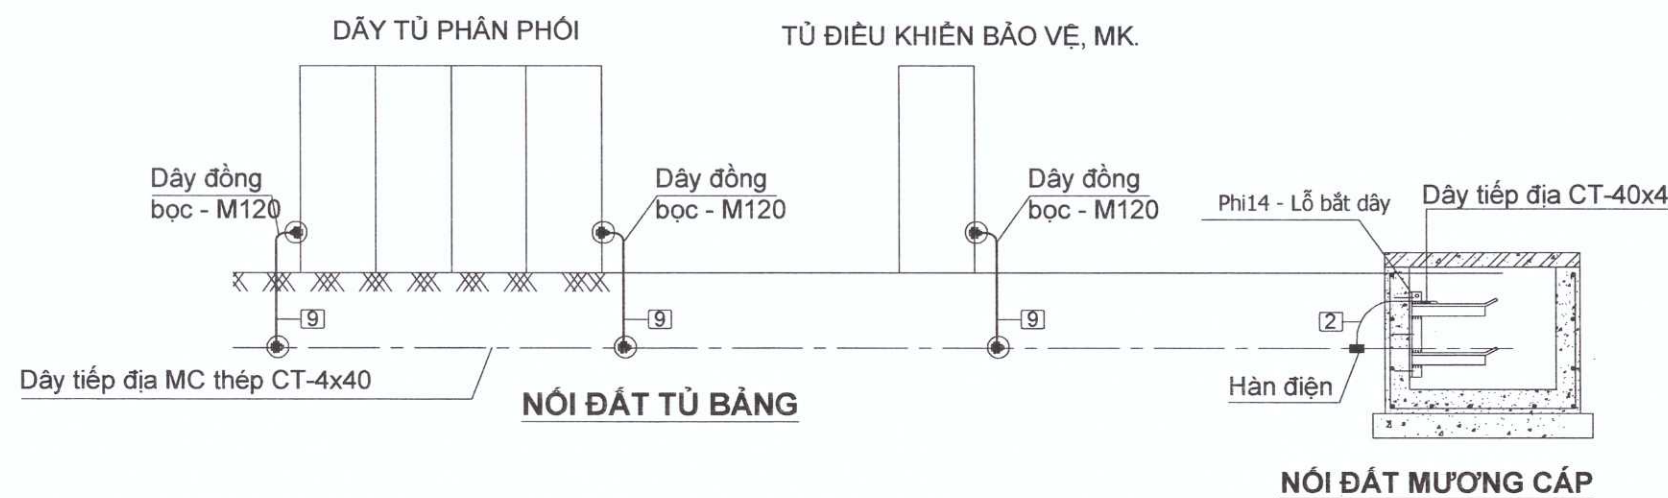 DÃY TỦ PHÂN PHỐI
TỦ ĐIỀU KHIỂN BẢO VỆ, MK.
Dây đồng
bọc - M120
Dây đồng
bọc - M120
Dây đồng
bọc - M120
Phi14 - Lỗ bắt dây
Dây tiếp địa CT-40x4
9
9
9
2
Dây tiếp địa MC thép CT-4x40
Hàn điện
NỐI ĐẤT TỦ BẢNG
NỐI ĐẤT MƯƠNG CÁP